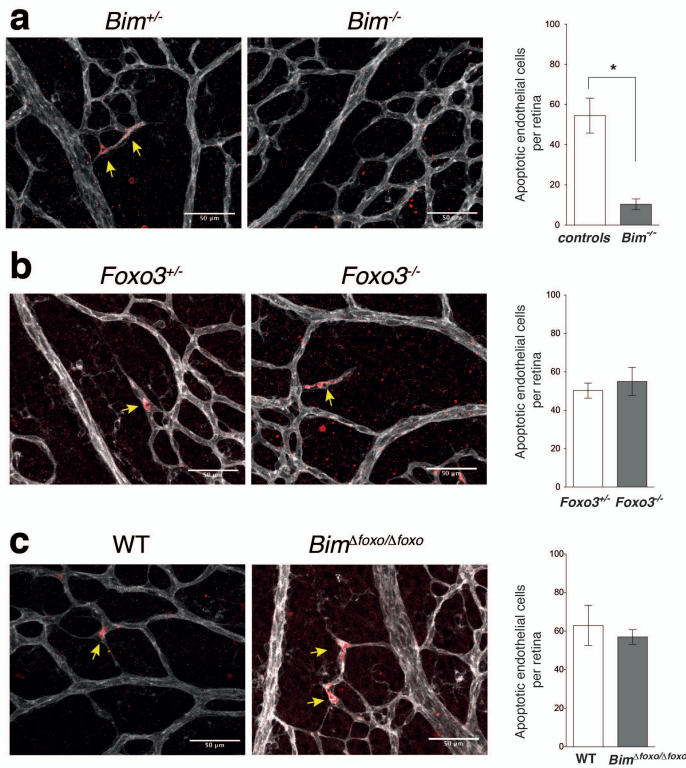 a
Bim+/-
Bim-/-
50 µm
50 µm
Apoptotic endothelial cells
per retina
100
80
60
40
20
0
*
controls
Bim-/-
b
Foxo3+/-
Foxo3-/-
50 µm
50 µm
Apoptotic endothelial cells
per retina
100
80
60
40
20
0
Foxo3+/-
Foxo3-/-
c
WT
BimΔfoxo/Δfoxo
50 µm
50 µm
Apoptotic endothelial cells
per retina
100
80
60
40
20
0
WT
BimΔfoxo/Δfoxo